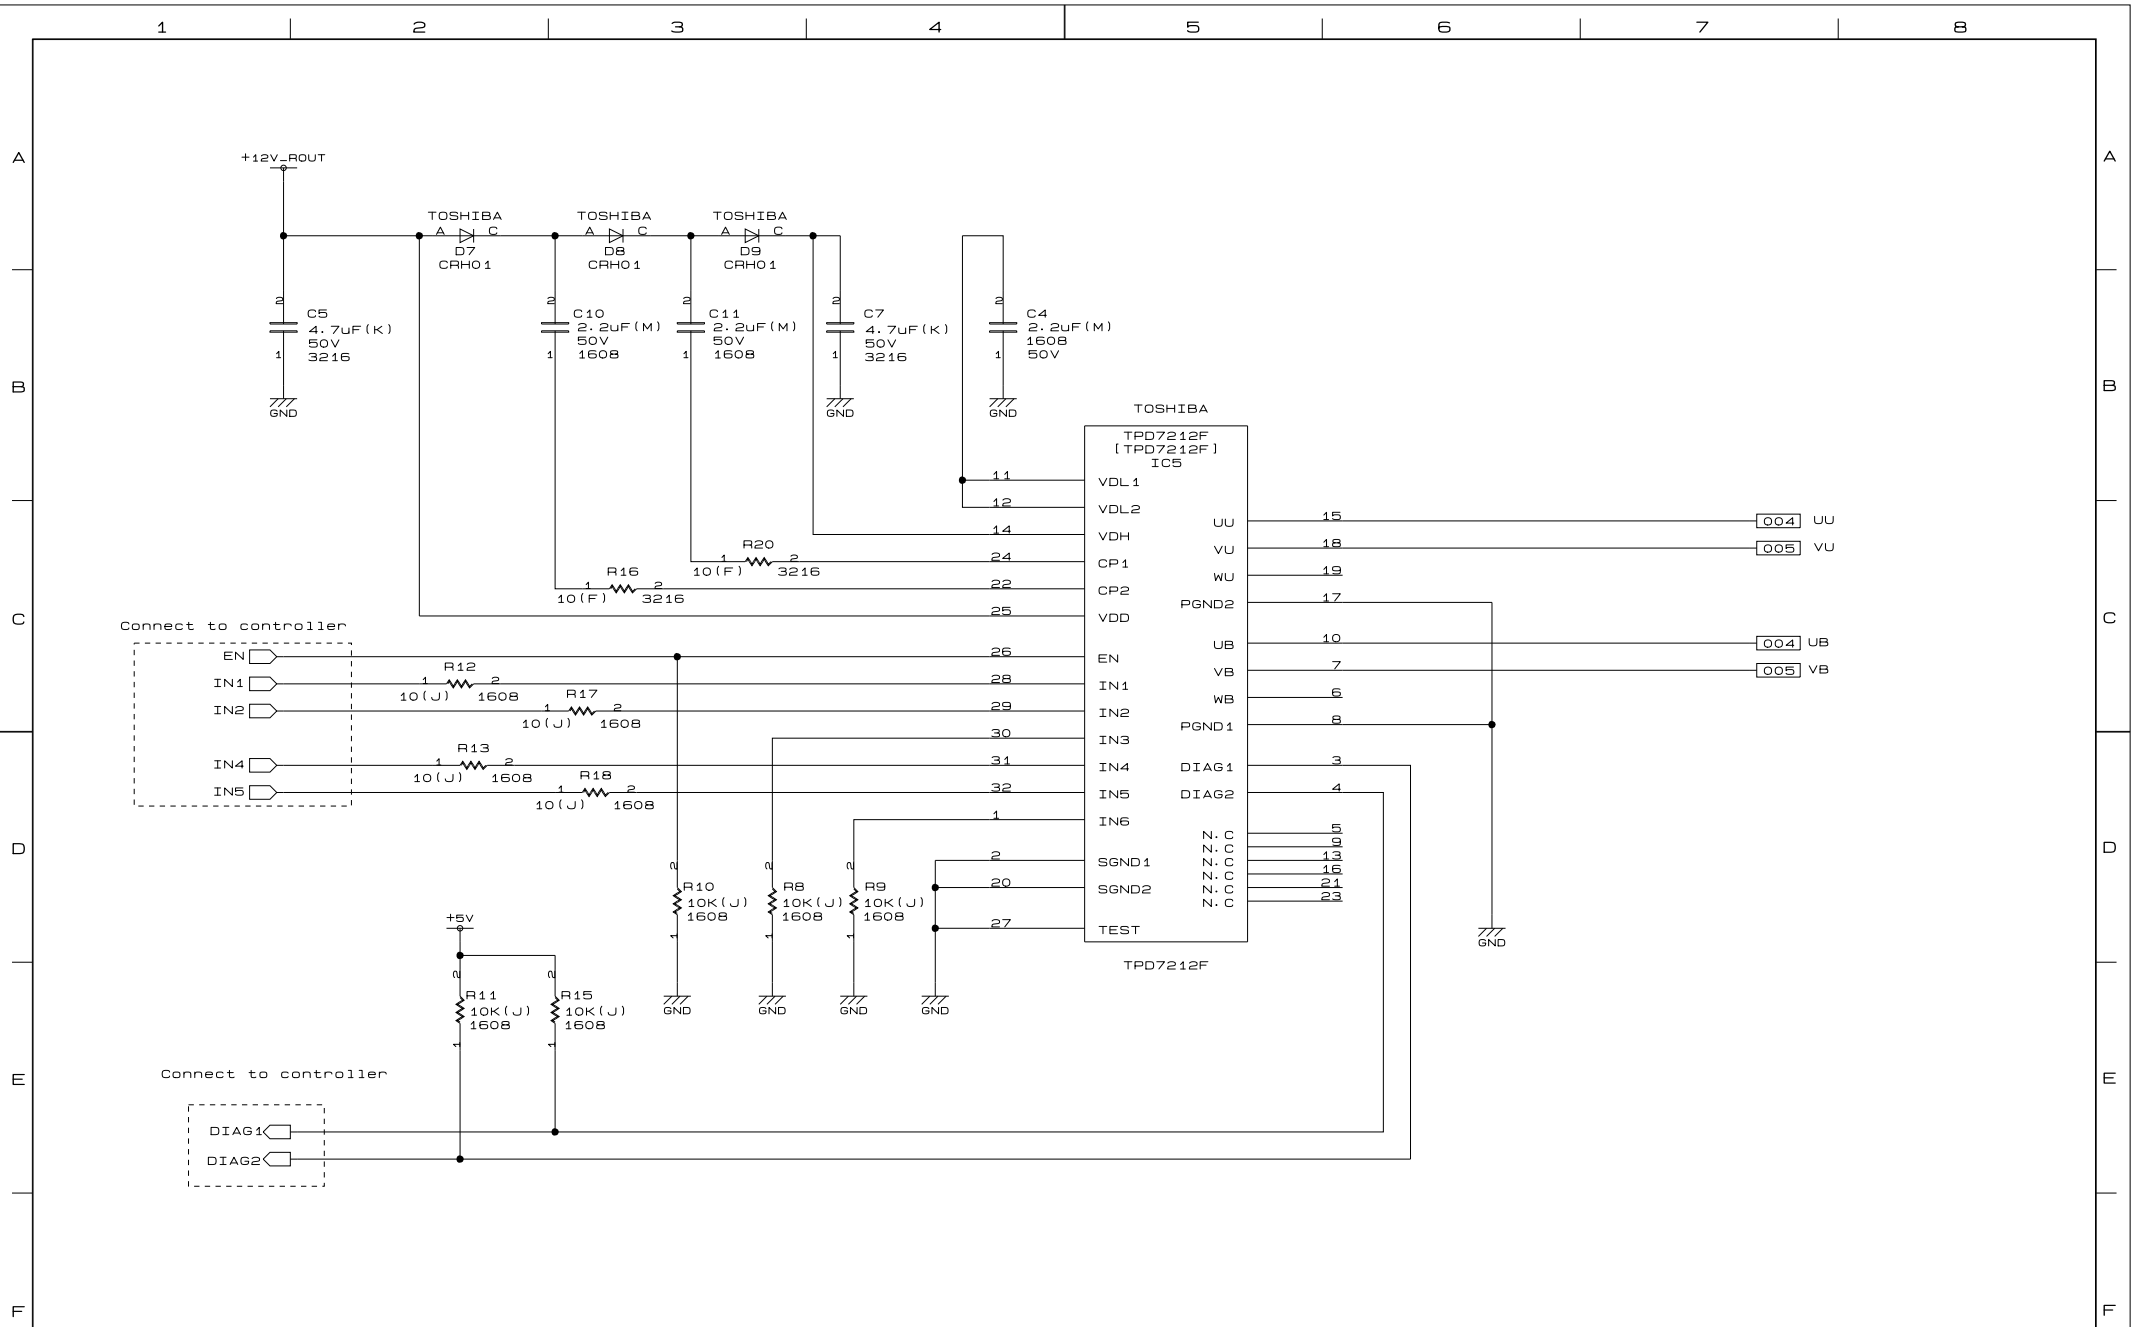 1 2 3 4 5 6 7 8
A A
+12V_ROUT
TOSHIBA TOSHIBA TOSHIBA
A C A C A C
D7 D8 D9
CRH01 CRH01 CRH01
2 2 2 2 2
C5 C10 C11 C7 C4
4.7uF(K) 2.2uF(M) 2.2uF(M) 4.7uF(K) 2.2uF(M)
50V 50V 50V 50V 1608
1 3216 1 1608 1 1608 1 3216 1 50V
B B
GND GND GND
TOSHIBA
TPD7212F
[TPD7212F]
IC5
11 VDL1
12 VDL2
UU 15 004 UU
14 VDH
R20
VU 18 005 VU
1 2 24 CP1
10(F) 3216
R16
WU 19
1 2 22 CP2
10(F) 3216
PGND2 17
25 VDD
C C
Connect to controller
UB 10 004 UB
EN 26 EN
R12
VB 7 005 VB
IN1 1 2 28 IN1
10(J) 1608
R17
WB 6
IN2 1 2 29 IN2
10(J) 1608
PGND1 8
30 IN3
R13
IN4 1 2 31 IN4 DIAG1 3
10(J) 1608
R18
IN5 1 2 32 IN5 DIAG2 4
10(J) 1608
1 IN6
N.C 5
N.C 9
D D
2 SGND1 N.C 13
N.C 16
20 SGND2 N.C 21
N.C 23
2 2 2
R10 R8 R9
10K(J) 10K(J) 10K(J)
1608 1608 1608
1 1 1
27 TEST
GND
+5V
TPD7212F
2 2
R11 R15
10K(J) 10K(J)
1608 1608
1 1
GND GND GND GND
Connect to controller
E E
DIAG1
DIAG2
F F